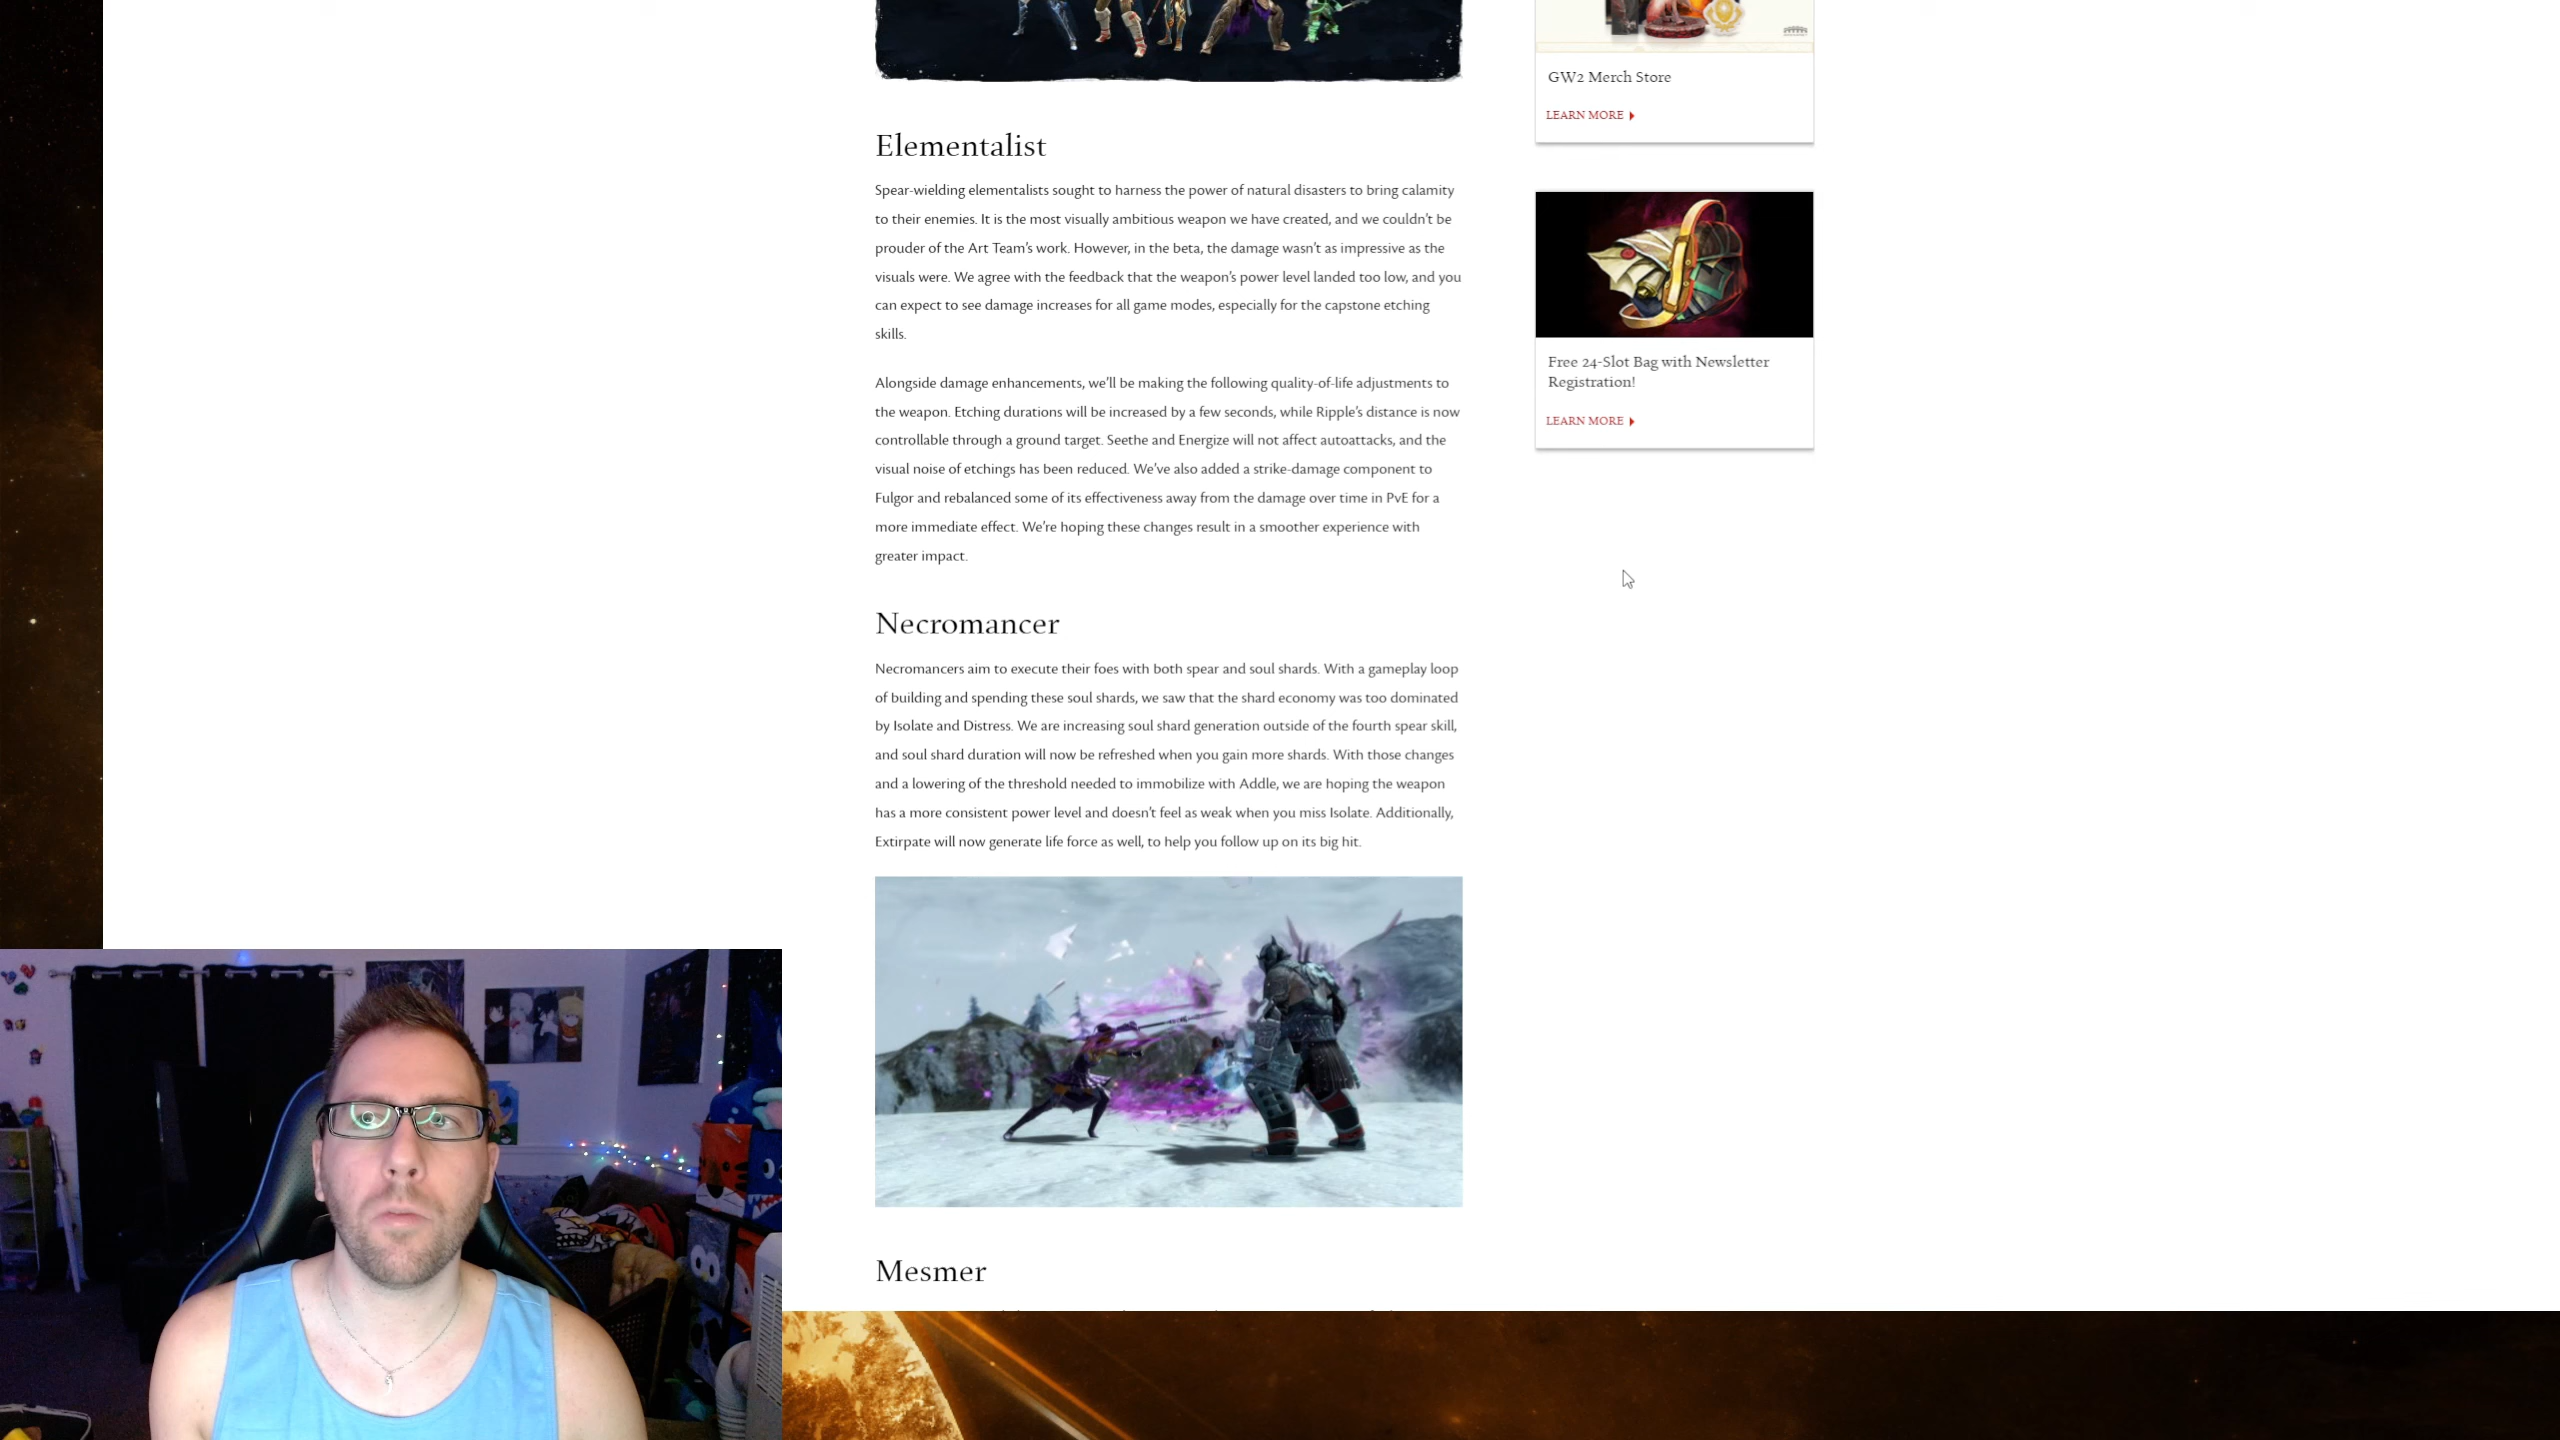 Elementalist
Spear-wielding elementalists sought to harness the power of natural disasters to bring calamity
to their enemies. It is the most visually ambitious weapon we have created, and we couldn't be
prouder of the Art Team's work. However, in the beta, the damage wasn't as impressive as the
visuals were. We agree with the feedback that the weapon's power level landed too low, and you
can expect to see damage increases for all game modes, especially for the capstone etching
skills.
Alongside damage enhancements, we'll be making the following quality-of-life adjustments to
the weapon. Etching durations will be increased by a few seconds, while Ripple's distance is now
controllable through a ground target. Seethe and Energize will not affect autoattacks, and the
visual noise of etchings has been reduced. We've also added a strike-damage component to
Fulgor and rebalanced some of its effectiveness away from the damage over time in PvE for a
more immediate effect. We're hoping these changes result in a smoother experience with
greater impact.
Necromancer
Necromancers aim to execute their foes with both spear and soul shards. With a gameplay loop
of building and spending these soul shards, we saw that the shard economy was too dominated
by Isolate and Distress. We are increasing soul shard generation outside of the fourth spear skill,
and soul shard duration will now be refreshed when you gain more shards. With those changes
and a lowering of the threshold needed to immobilize with Addle, we are hoping the weapon
has a more consistent power level and doesn't feel as weak when you miss Isolate. Additionally,
Extirpate will now generate life force as well, to help you follow up on its big hit.
Mesmer
GW2 Merch Store
LEARN MORE
Free 24-Slot Bag with Newsletter
Registration!
LEARN MORE